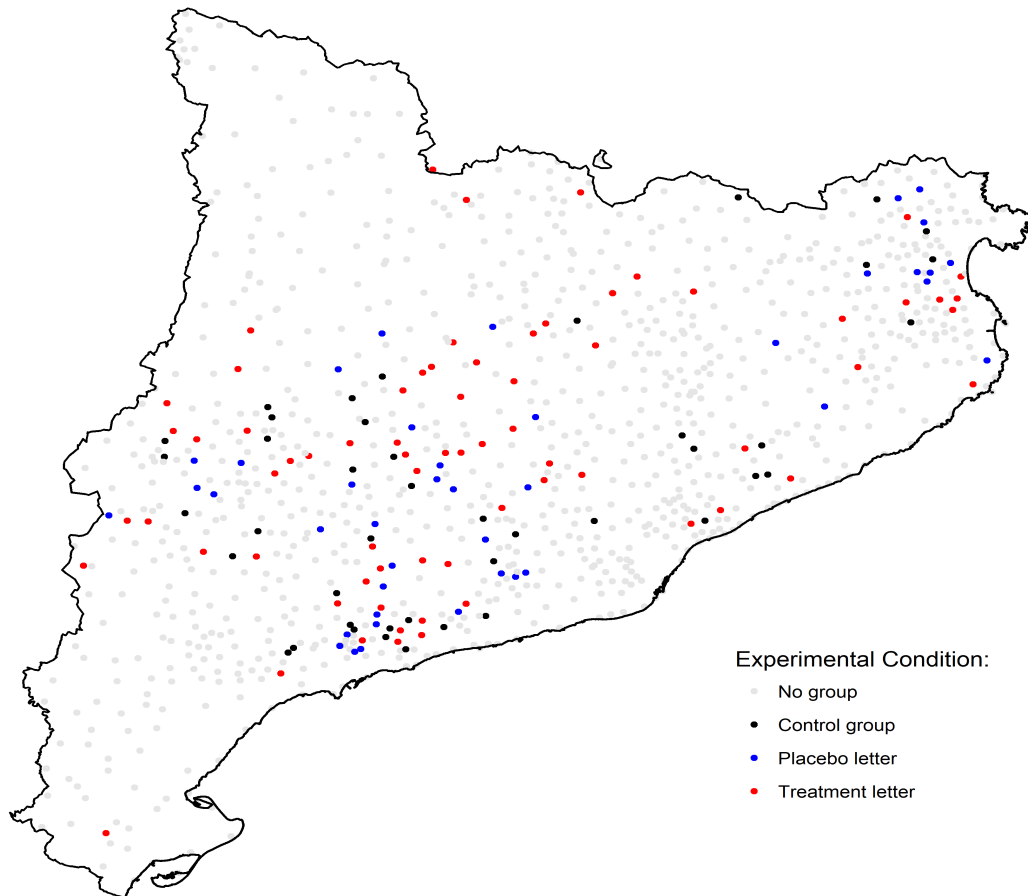 Experimental Condition:
No group
Control group
Placebo letter
Treatment letter